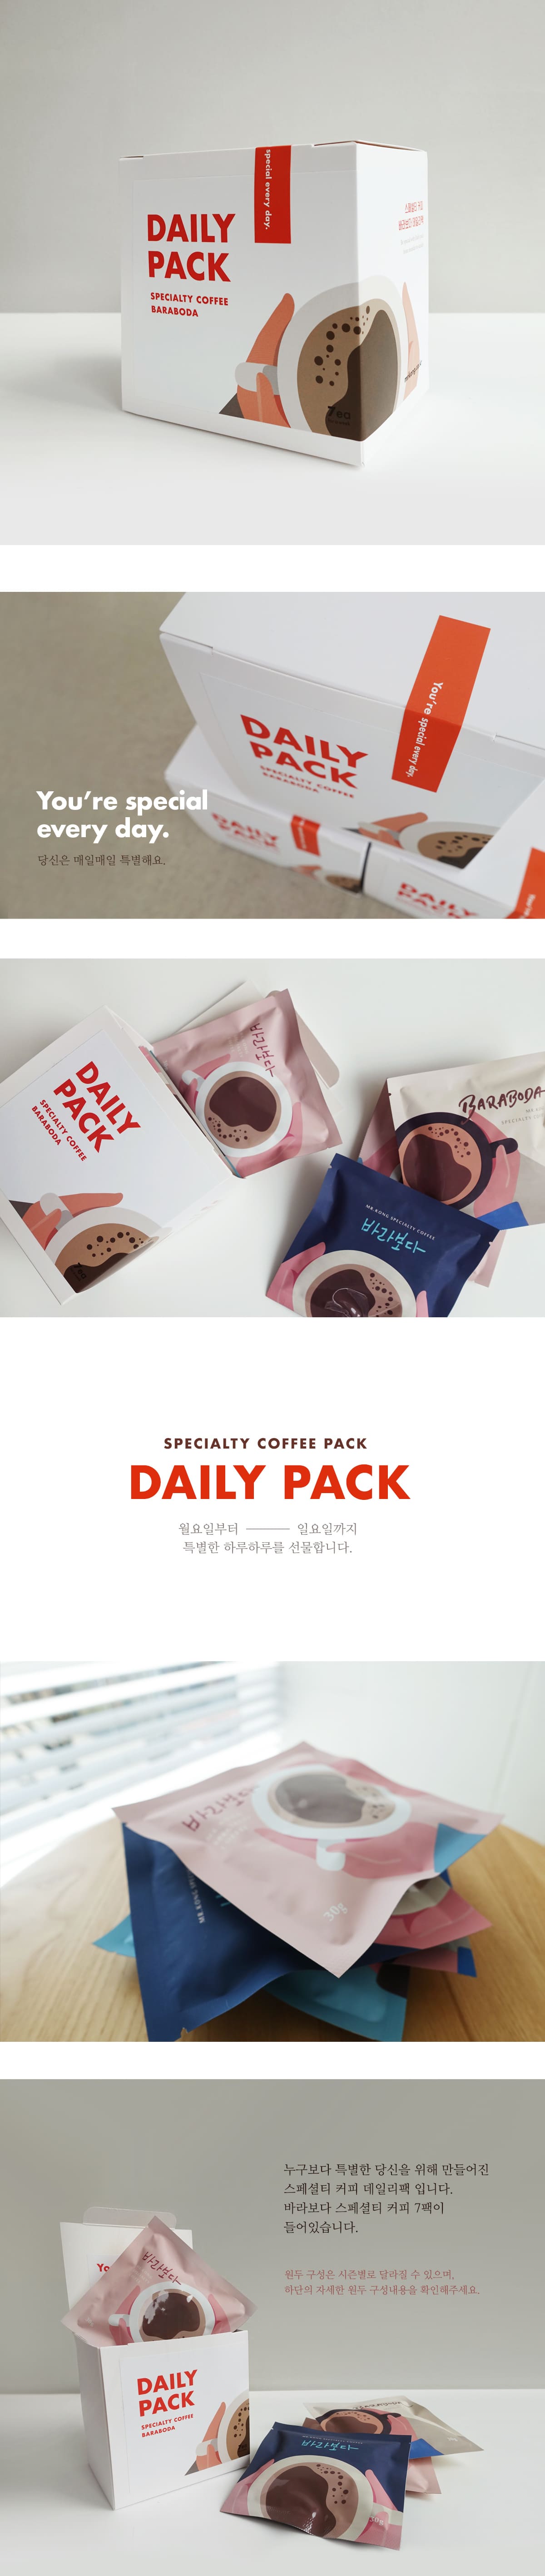 special every day.
DAILY
PACK
SPECIALTY COFFEE
BARABODA
7 ea
You're special every day.
DAILY
PACK
SPECIALTY COFFEE
BARABODA
You're special
every day.
당신은 매일매일 특별해요.
DAILY
PACK
SPECIALTY COFFEE
BARABODA
바라보다
BARABODA
MR.KONG SPECIALTY COFFEE
바라보다
SPECIALTY COFFEE PACK
DAILY PACK
월요일부터 ——— 일요일까지
특별한 하루하루를 선물합니다.
바라보다
30g
누구보다 특별한 당신을 위해 만들어진
스페셜티 커피 데일리팩 입니다.
바라보다 스페셜티 커피 7팩이
들어있습니다.
원두 구성은 시즌별로 달라질 수 있으며,
하단의 자세한 원두 구성내용을 확인해주세요.
바라보다
DAILY
PACK
SPECIALTY COFFEE
BARABODA
바라보다